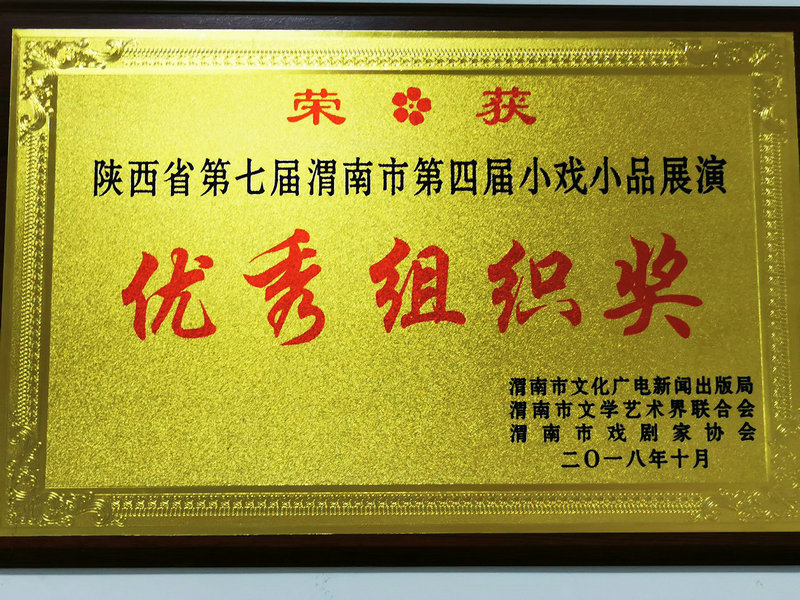 荣获
陕西省第七届渭南市第四届小戏小品展演
优秀组织奖
渭南市文化广电新闻出版局
渭南市文学艺术界联合会
渭南市戏剧家协会
二〇一八年十月